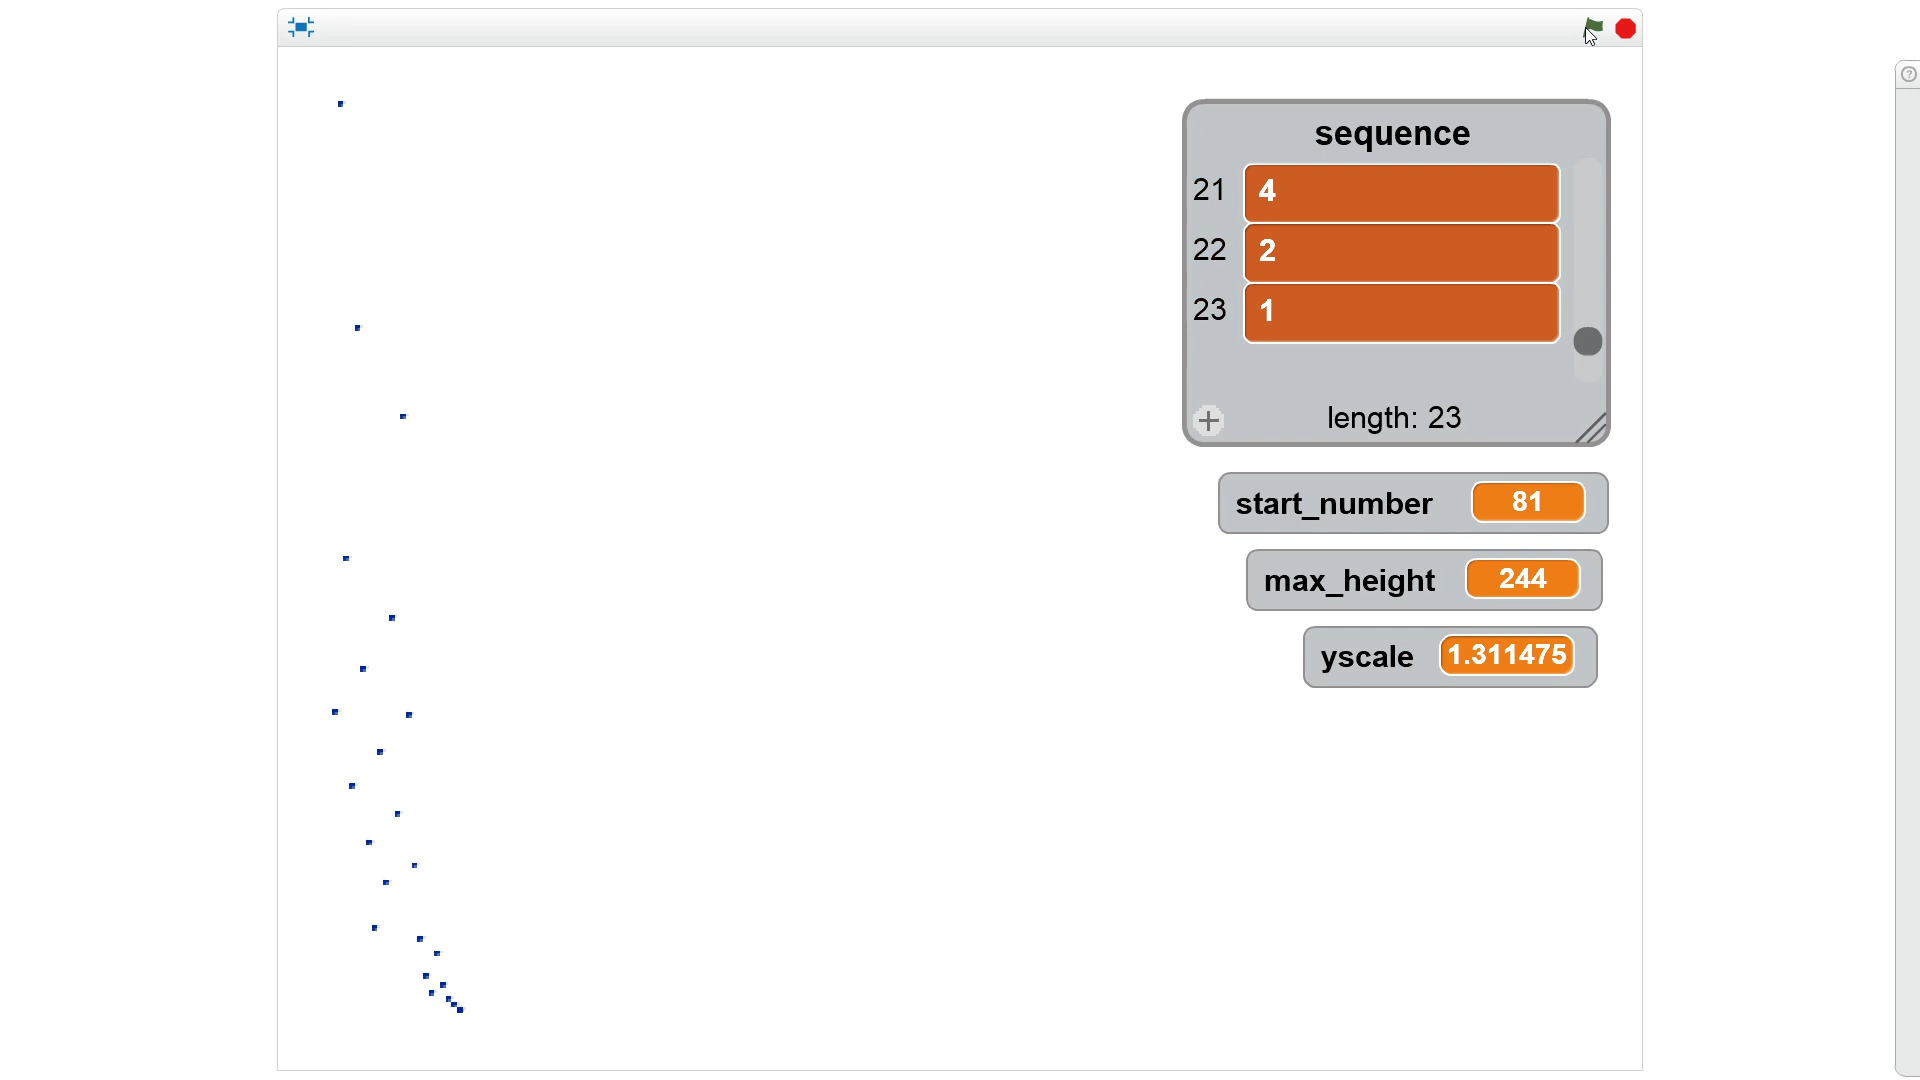 sequence
21 4
22 2
23 1
+ length: 23
start_number 81
max_height 244
yscale 1.311475
?